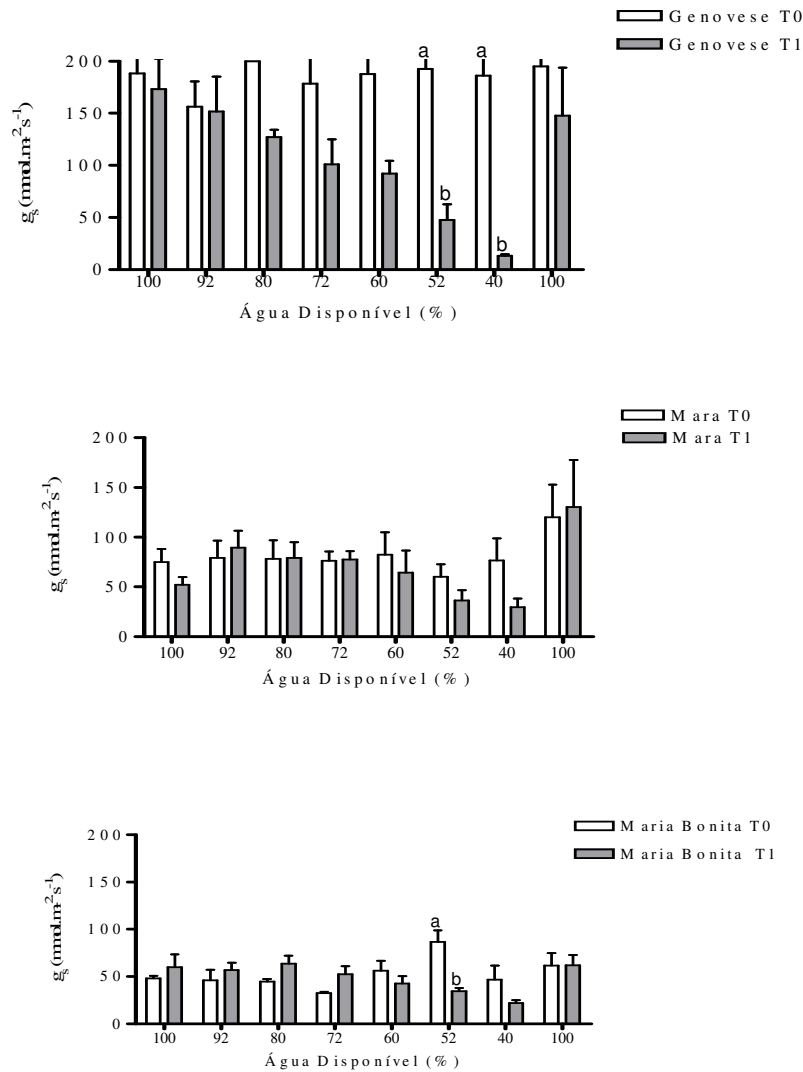 Genovese T0
Genovese T1
200
150
100
50
0
a
a
b
b
gs (mmol.m-2s-1)
100 92 80 72 60 52 40 100
Água Disponível (%)
Mara T0
Mara T1
200
150
100
50
0
gs (mmol.m-2s-1)
100 92 80 72 60 52 40 100
Água Disponível (%)
Maria Bonita T0
Maria Bonita T1
200
150
100
50
0
a
b
gs (mmol.m-2s-1)
100 92 80 72 60 52 40 100
Água Disponível (%)